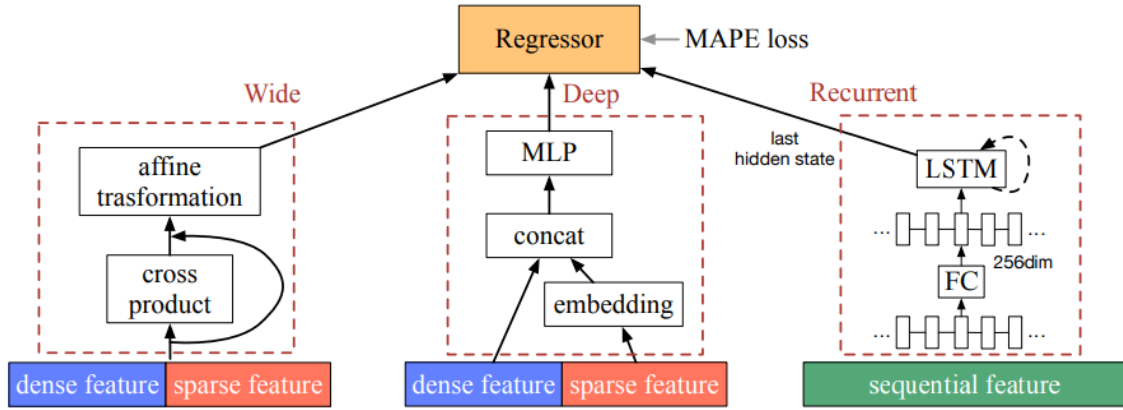 Regressor
MAPE loss
Wide
Deep
Recurrent
affine
trasformation
cross
product
dense feature
sparse feature
MLP
concat
embedding
dense feature
sparse feature
last
hidden state
LSTM
...
...
256dim
FC
...
...
sequential feature